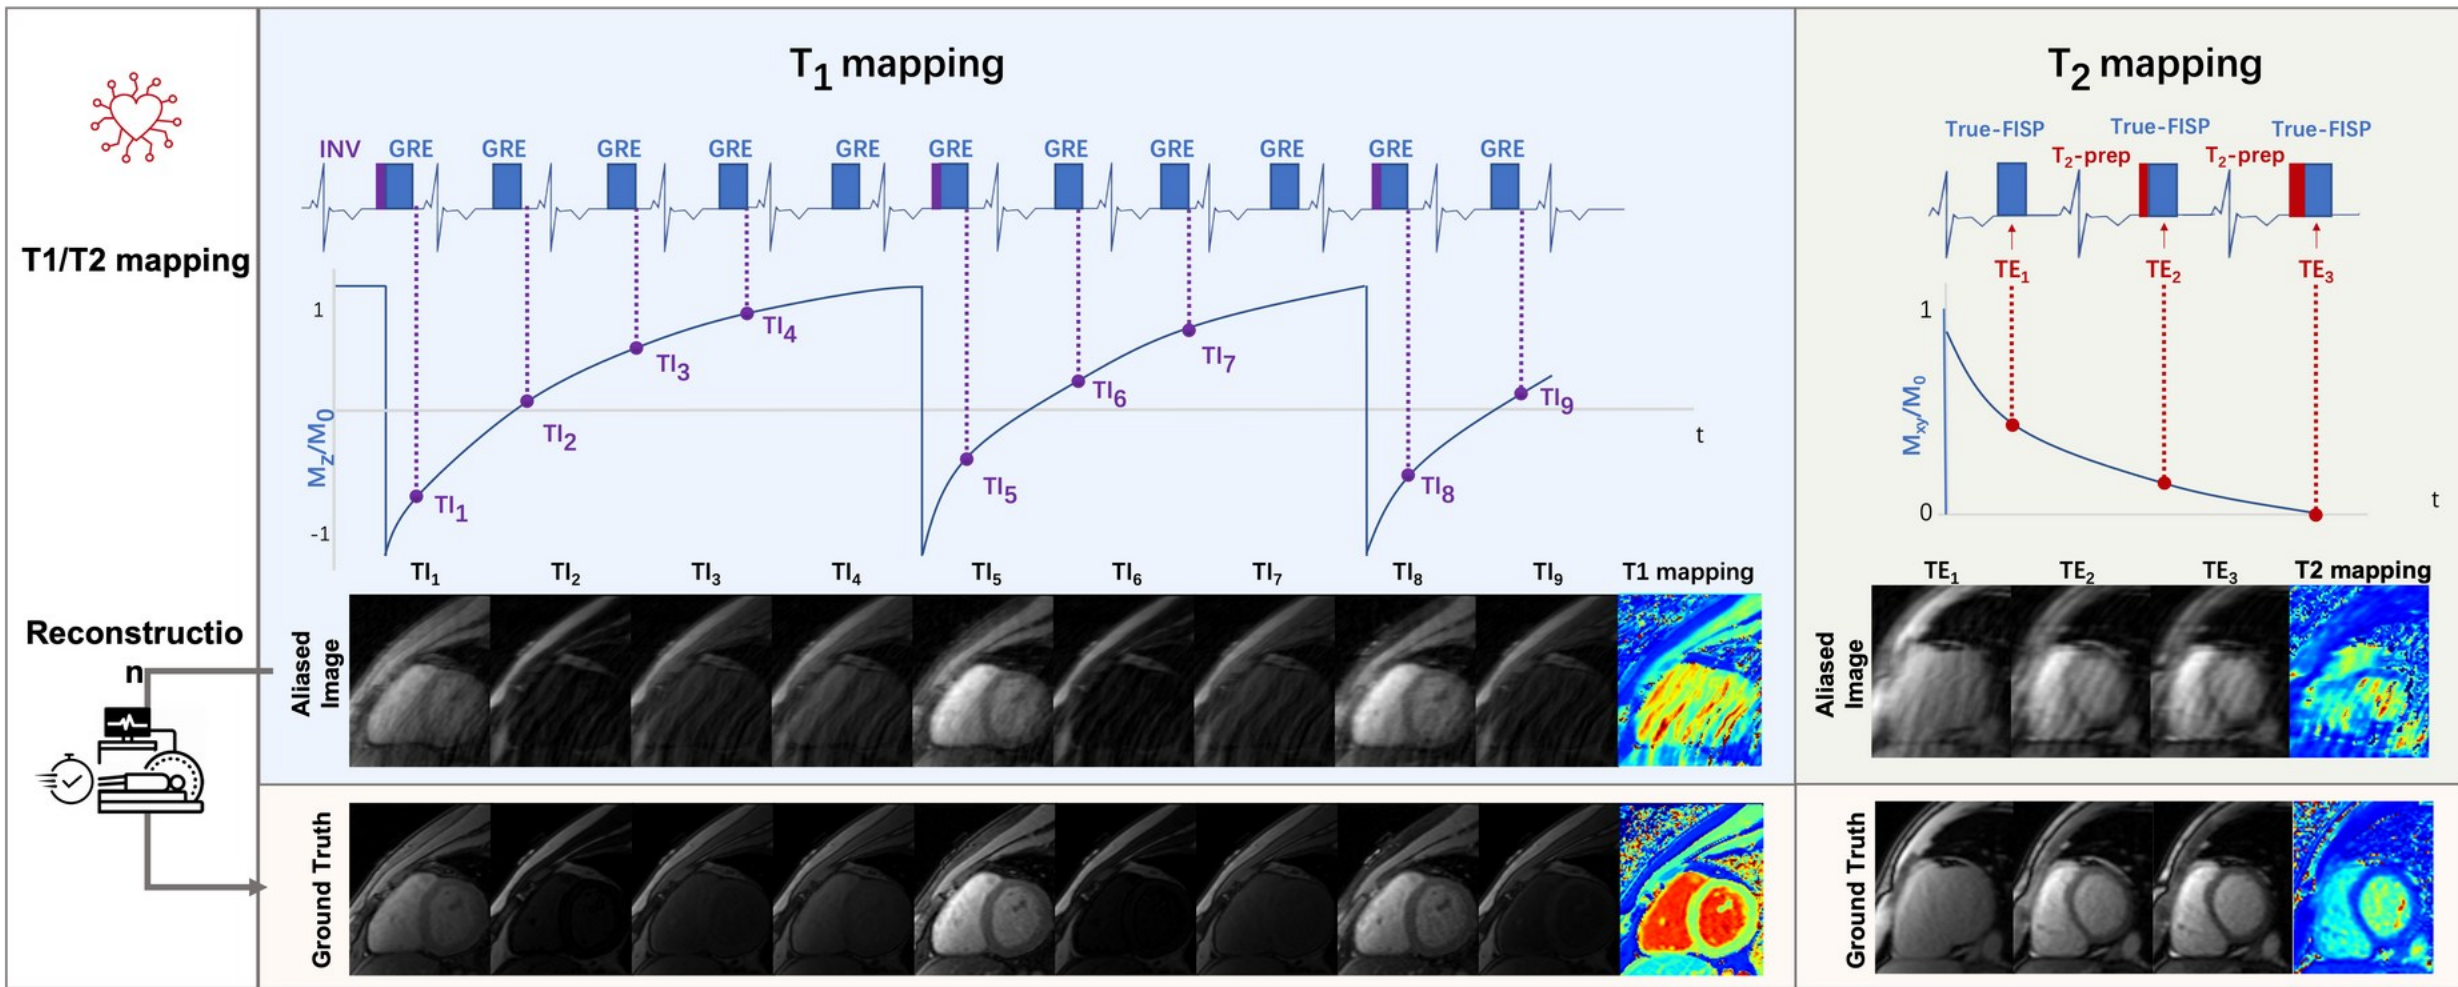 T1/T2 mapping
Reconstructio
n
T1 mapping
INV GRE GRE GRE GRE GRE GRE GRE GRE GRE GRE GRE
1
-1
Mz/M0
t
TI1
TI2
TI3
TI4
TI5
TI6
TI7
TI8
TI9
TI1 TI2 TI3 TI4 TI5 TI6 TI7 TI8 TI9 T1 mapping
Aliased
Image
Ground Truth
T2 mapping
True-FISP True-FISP True-FISP
T2-prep T2-prep
TE1 TE2 TE3
1
0
Mxy/M0
t
TE1 TE2 TE3 T2 mapping
Aliased
Image
Ground Truth